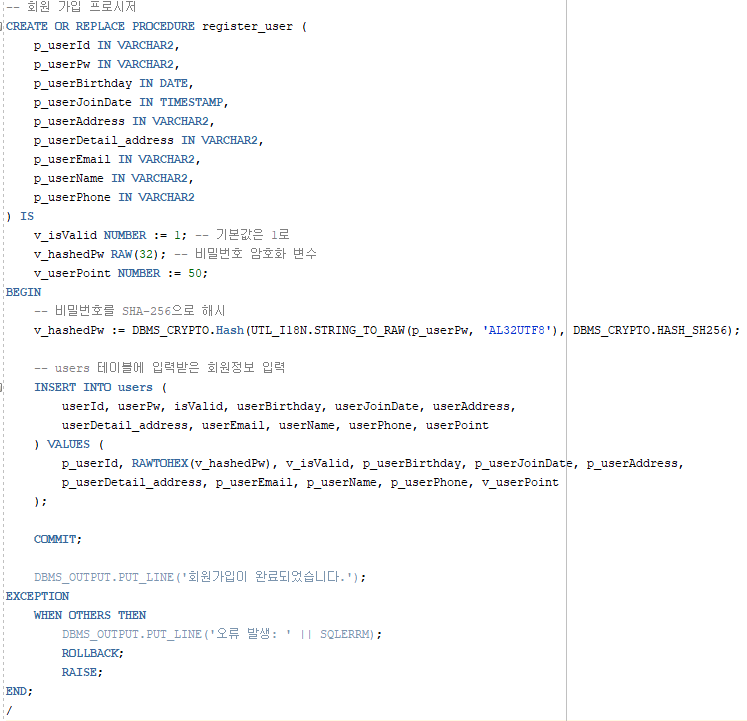 -- 회원 가입 프로시저
CREATE OR REPLACE PROCEDURE register_user (
    p_userId IN VARCHAR2,
    p_userPw IN VARCHAR2,
    p_userBirthday IN DATE,
    p_userJoinDate IN TIMESTAMP,
    p_userAddress IN VARCHAR2,
    p_userDetail_address IN VARCHAR2,
    p_userEmail IN VARCHAR2,
    p_userName IN VARCHAR2,
    p_userPhone IN VARCHAR2
) IS
    v_isValid NUMBER := 1; -- 기본값은 1로
    v_hashedPw RAW(32); -- 비밀번호 암호화 변수
    v_userPoint NUMBER := 50;
BEGIN
    -- 비밀번호를 SHA-256으로 해시
    v_hashedPw := DBMS_CRYPTO.Hash(UTL_I18N.STRING_TO_RAW(p_userPw, 'AL32UTF8'), DBMS_CRYPTO.HASH_SH256);

    -- users 테이블에 입력받은 회원정보 입력
    INSERT INTO users (
        userId, userPw, isValid, userBirthday, userJoinDate, userAddress,
        userDetail_address, userEmail, userName, userPhone, userPoint
    ) VALUES (
        p_userId, RAWTOHEX(v_hashedPw), v_isValid, p_userBirthday, p_userJoinDate, p_userAddress,
        p_userDetail_address, p_userEmail, p_userName, p_userPhone, v_userPoint
    );

    COMMIT;

    DBMS_OUTPUT.PUT_LINE('회원가입이 완료되었습니다.');
EXCEPTION
    WHEN OTHERS THEN
        DBMS_OUTPUT.PUT_LINE('오류 발생: ' || SQLERRM);
        ROLLBACK;
        RAISE;
END;
/